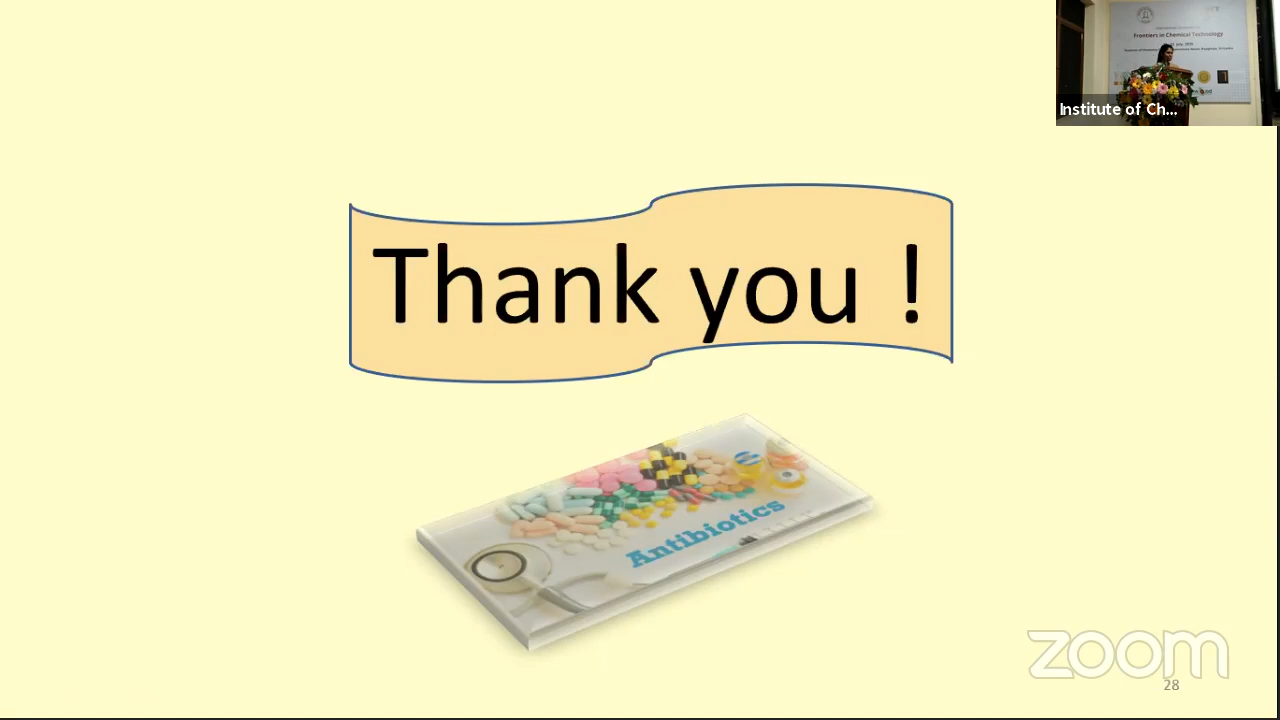 Frontiers in Chemical Technology
Institute of Ch...
Thank you !
Antibiotics
zoom
28